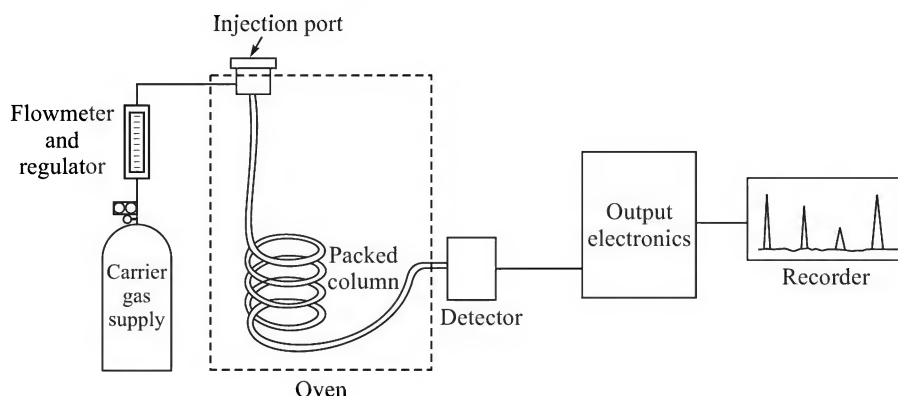 Injection port
Flowmeter
and
regulator
Carrier
gas
supply
Packed
column
Oven
Detector
Output
electronics
Recorder